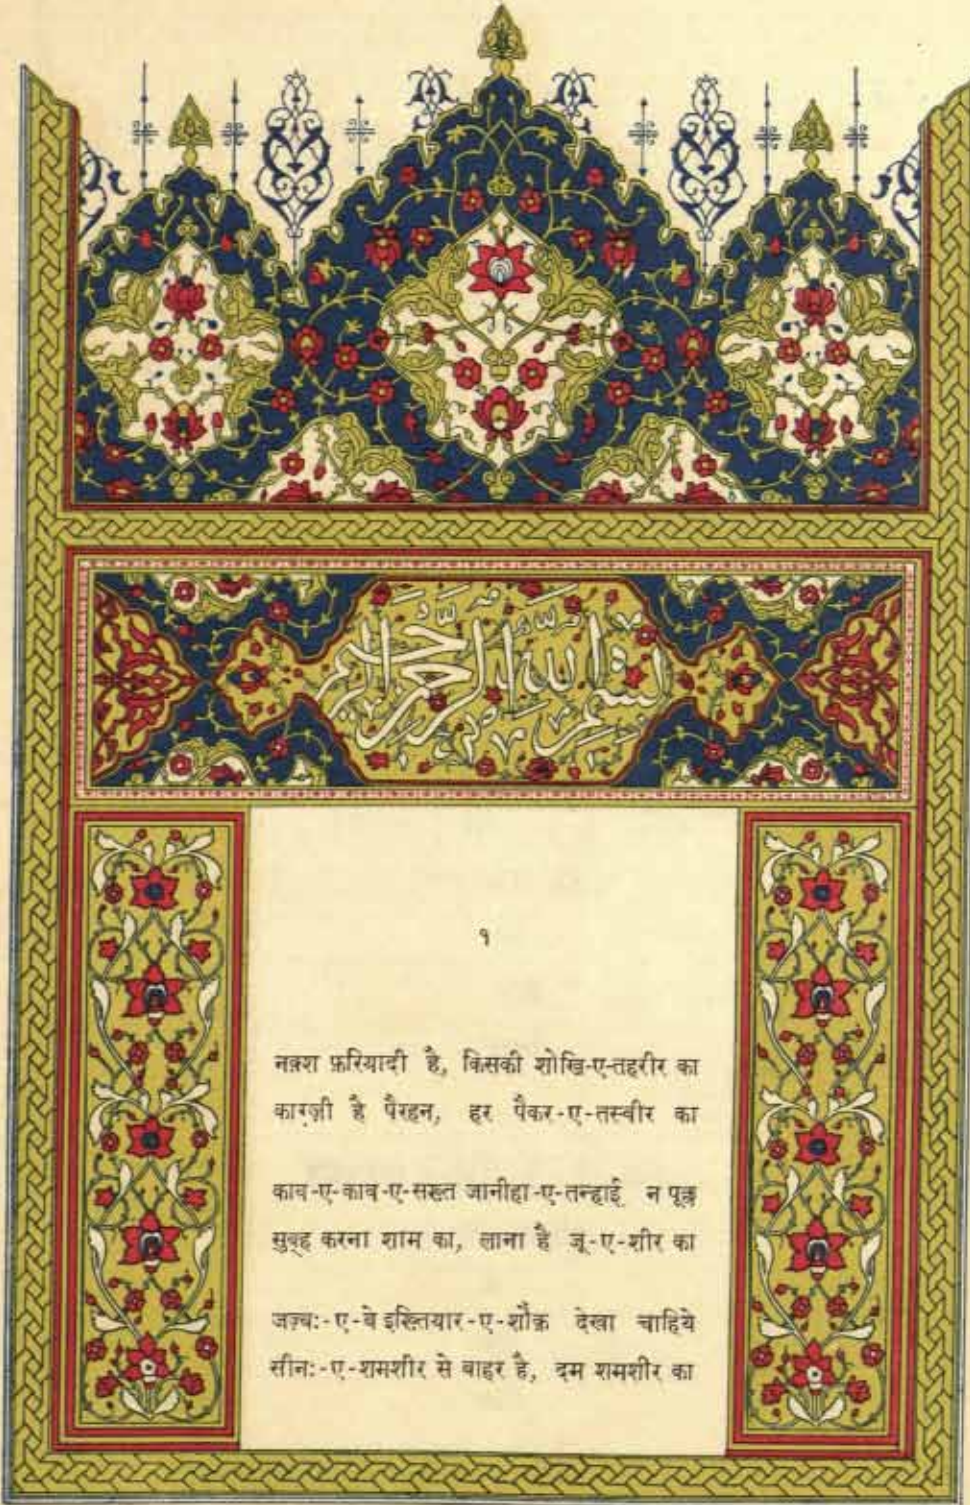 بسم الله الرحمن الرحيم
१
नक़्श फ़रियादी है, किसकी शोखि-ए-तहरीर का
काग़ज़ी है पैरहन, हर पैकर-ए-तस्वीर का
काव-ए-काव-ए-सख़्त जानीहा-ए-तन्हाई न पूछ
सुब्ह करना शाम का, लाना है जू-ए-शीर का
जज़्बः-ए-बे इख़्तियार-ए-शौक़ देखा चाहिये
सीनः-ए-शमशीर से बाहर है, दम शमशीर का